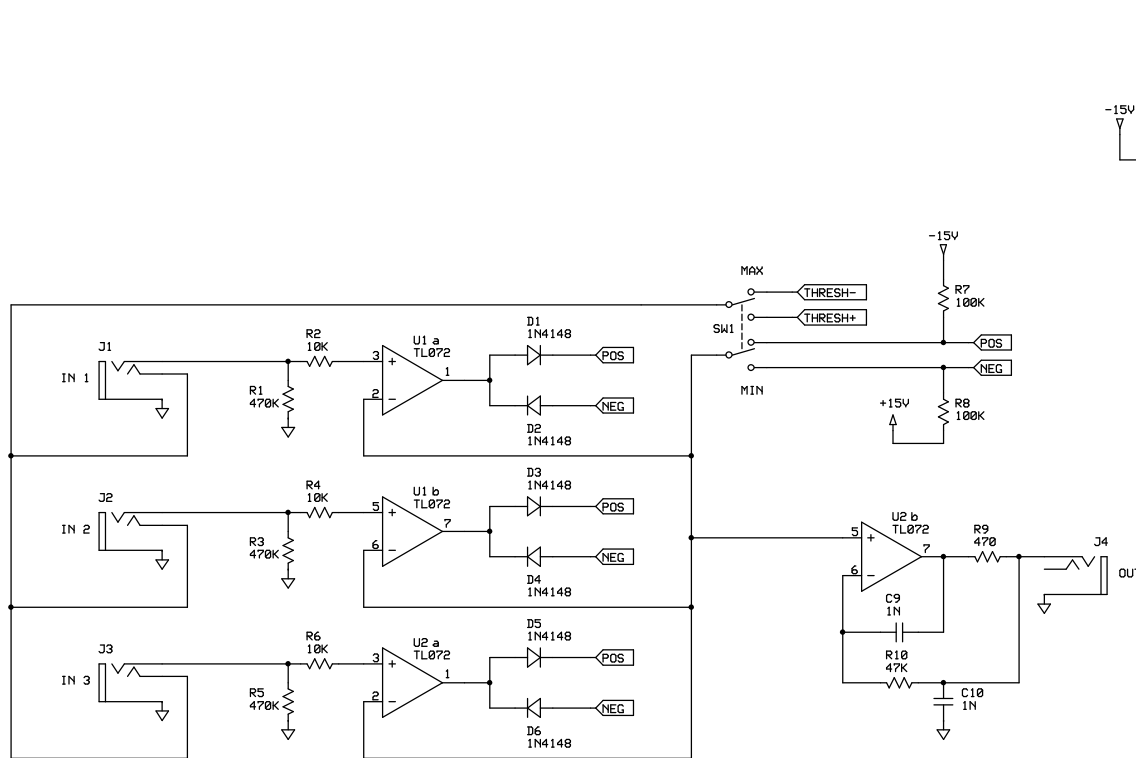 -15V
-15V
MAX
THRESH-
R7
100K
SW1
THRESH+
D1
1N4148
J1
R2
10K
U1 a
TL072
POS
POS
3
+
1
IN 1
R1
470K
2
-
NEG
NEG
MIN
D2
1N4148
+15V
R8
100K
J2
R4
10K
U1 b
TL072
D3
1N4148
POS
5
+
7
IN 2
R3
470K
6
-
NEG
D4
1N4148
U2 b
TL072
R9
470
5
+
7
6
-
J4
C9
1N
J3
R6
10K
U2 a
TL072
D5
1N4148
POS
3
+
1
IN 3
R5
470K
2
-
NEG
D6
1N4148
R10
47K
C10
1N